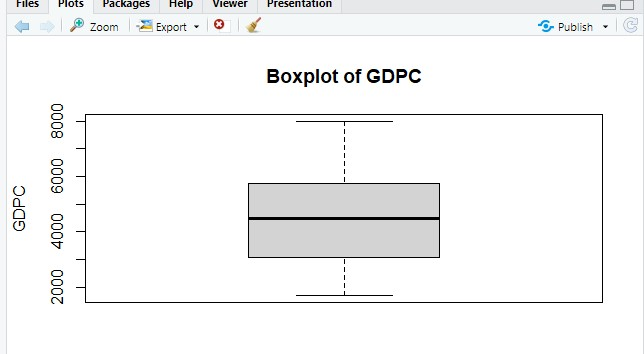 Files Plots Packages Help Viewer Presentation
Zoom Export Publish
Boxplot of GDPC
GDPC
8000
6000
4000
2000